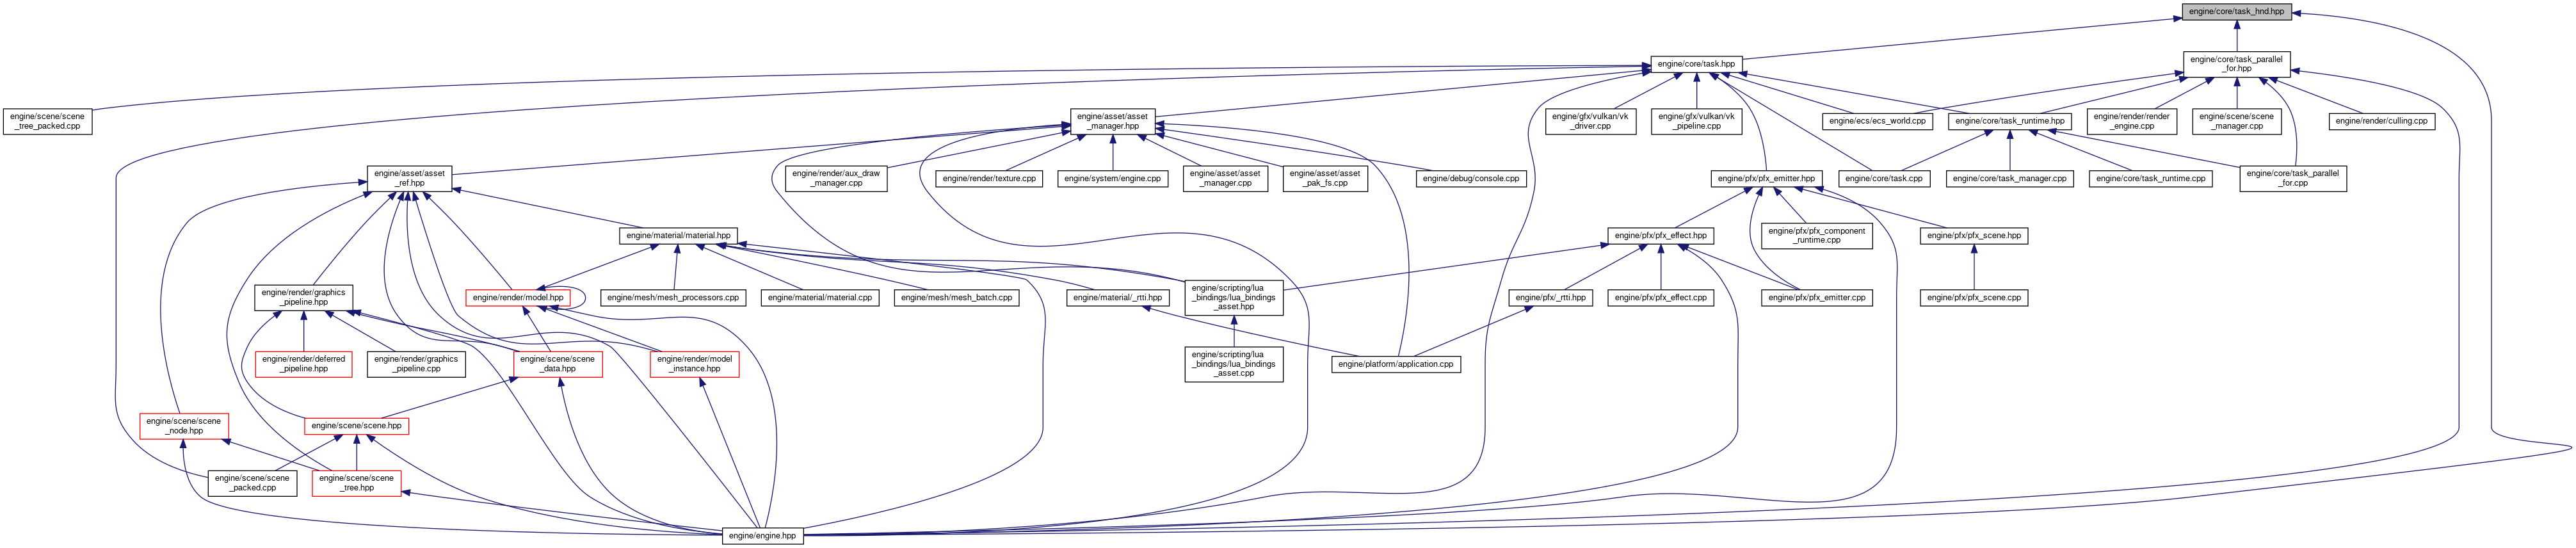 engine/core/task_hnd.hpp
engine/core/task.hpp
engine/core/task_parallel
_for.hpp
engine/scene/scene
_tree_packed.cpp
engine/asset/asset
_manager.hpp
engine/gfx/vulkan/vk
_driver.cpp
engine/gfx/vulkan/vk
_pipeline.cpp
engine/ecs/ecs_world.cpp
engine/core/task_runtime.hpp
engine/render/render
_engine.cpp
engine/scene/scene
_manager.cpp
engine/render/culling.cpp
engine/asset/asset
_ref.hpp
engine/render/aux_draw
_manager.cpp
engine/render/texture.cpp
engine/system/engine.cpp
engine/asset/asset
_manager.cpp
engine/asset/asset
_pak_fs.cpp
engine/debug/console.cpp
engine/pfx/pfx_emitter.hpp
engine/core/task.cpp
engine/core/task_manager.cpp
engine/core/task_runtime.cpp
engine/core/task_parallel
_for.cpp
engine/material/material.hpp
engine/pfx/pfx_effect.hpp
engine/pfx/pfx_component
_runtime.cpp
engine/pfx/pfx_scene.hpp
engine/render/graphics
_pipeline.hpp
engine/render/model.hpp
engine/mesh/mesh_processors.cpp
engine/material/material.cpp
engine/mesh/mesh_batch.cpp
engine/material/_rtti.hpp
engine/scripting/lua
_bindings/lua_bindings
_asset.hpp
engine/pfx/_rtti.hpp
engine/pfx/pfx_effect.cpp
engine/pfx/pfx_emitter.cpp
engine/pfx/pfx_scene.cpp
engine/render/deferred
_pipeline.hpp
engine/render/graphics
_pipeline.cpp
engine/scene/scene
_data.hpp
engine/render/model
_instance.hpp
engine/scripting/lua
_bindings/lua_bindings
_asset.cpp
engine/platform/application.cpp
engine/scene/scene
_node.hpp
engine/scene/scene.hpp
engine/scene/scene
_packed.cpp
engine/scene/scene
_tree.hpp
engine/engine.hpp